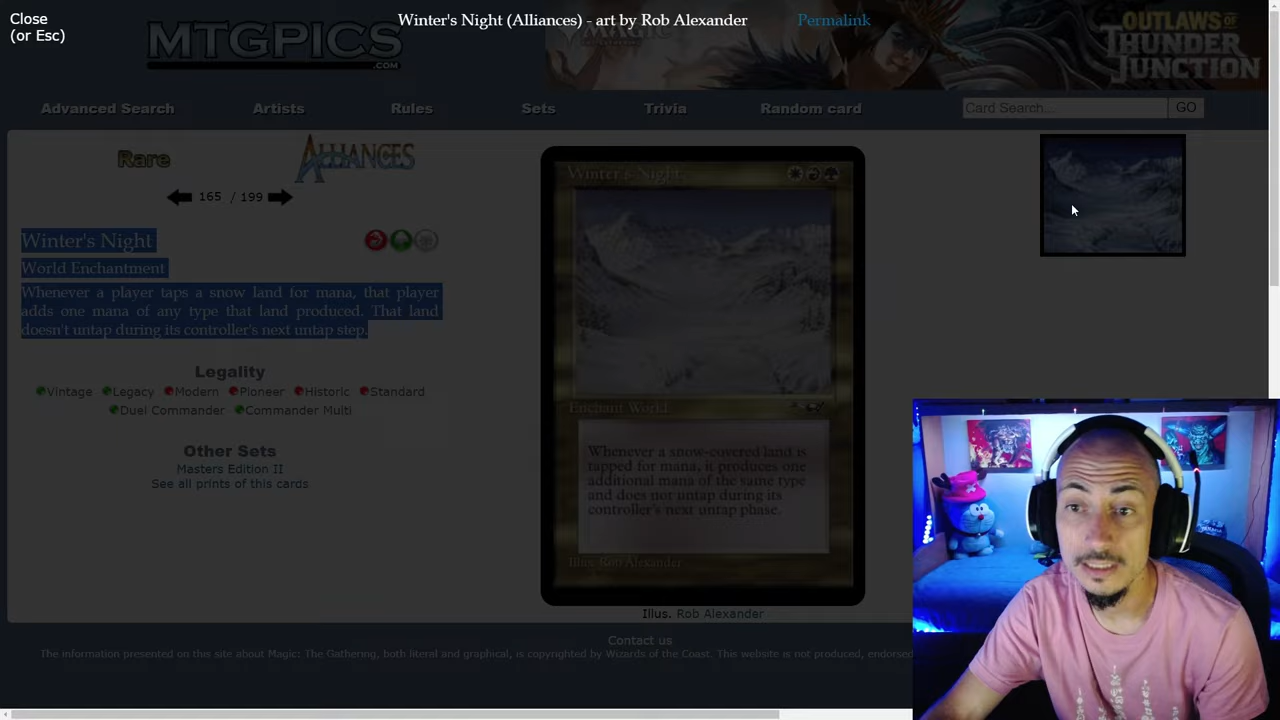 Close
(or Esc)
Winter's Night (Alliances) - art by Rob Alexander
Permalink
MTGPICS
.COM
MAGIC
OUTLAWS OF
THUNDER
JUNCTION
Advanced Search
Artists
Rules
Sets
Trivia
Random card
Card Search...
GO
Rare
ALLIANCES
165 / 199
Winter's Night
World Enchantment
Whenever a player taps a snow land for mana, that player
adds one mana of any type that land produced. That land
doesn't untap during its controller's next untap step.
Legality
Vintage Legacy Modern Pioneer Historic Standard
Duel Commander Commander Multi
Other Sets
Masters Edition II
See all prints of this cards
Winter's Night
Enchant World
Whenever a snow-covered land is
tapped for mana, it produces one
additional mana of the same type
and does not untap during its
controller's next untap phase.
Illus. Rob Alexander
Illus. Rob Alexander
Contact us
The information presented on this site about Magic: The Gathering, both literal and graphical, is copyrighted by Wizards of the Coast. This website is not produced, endorsed